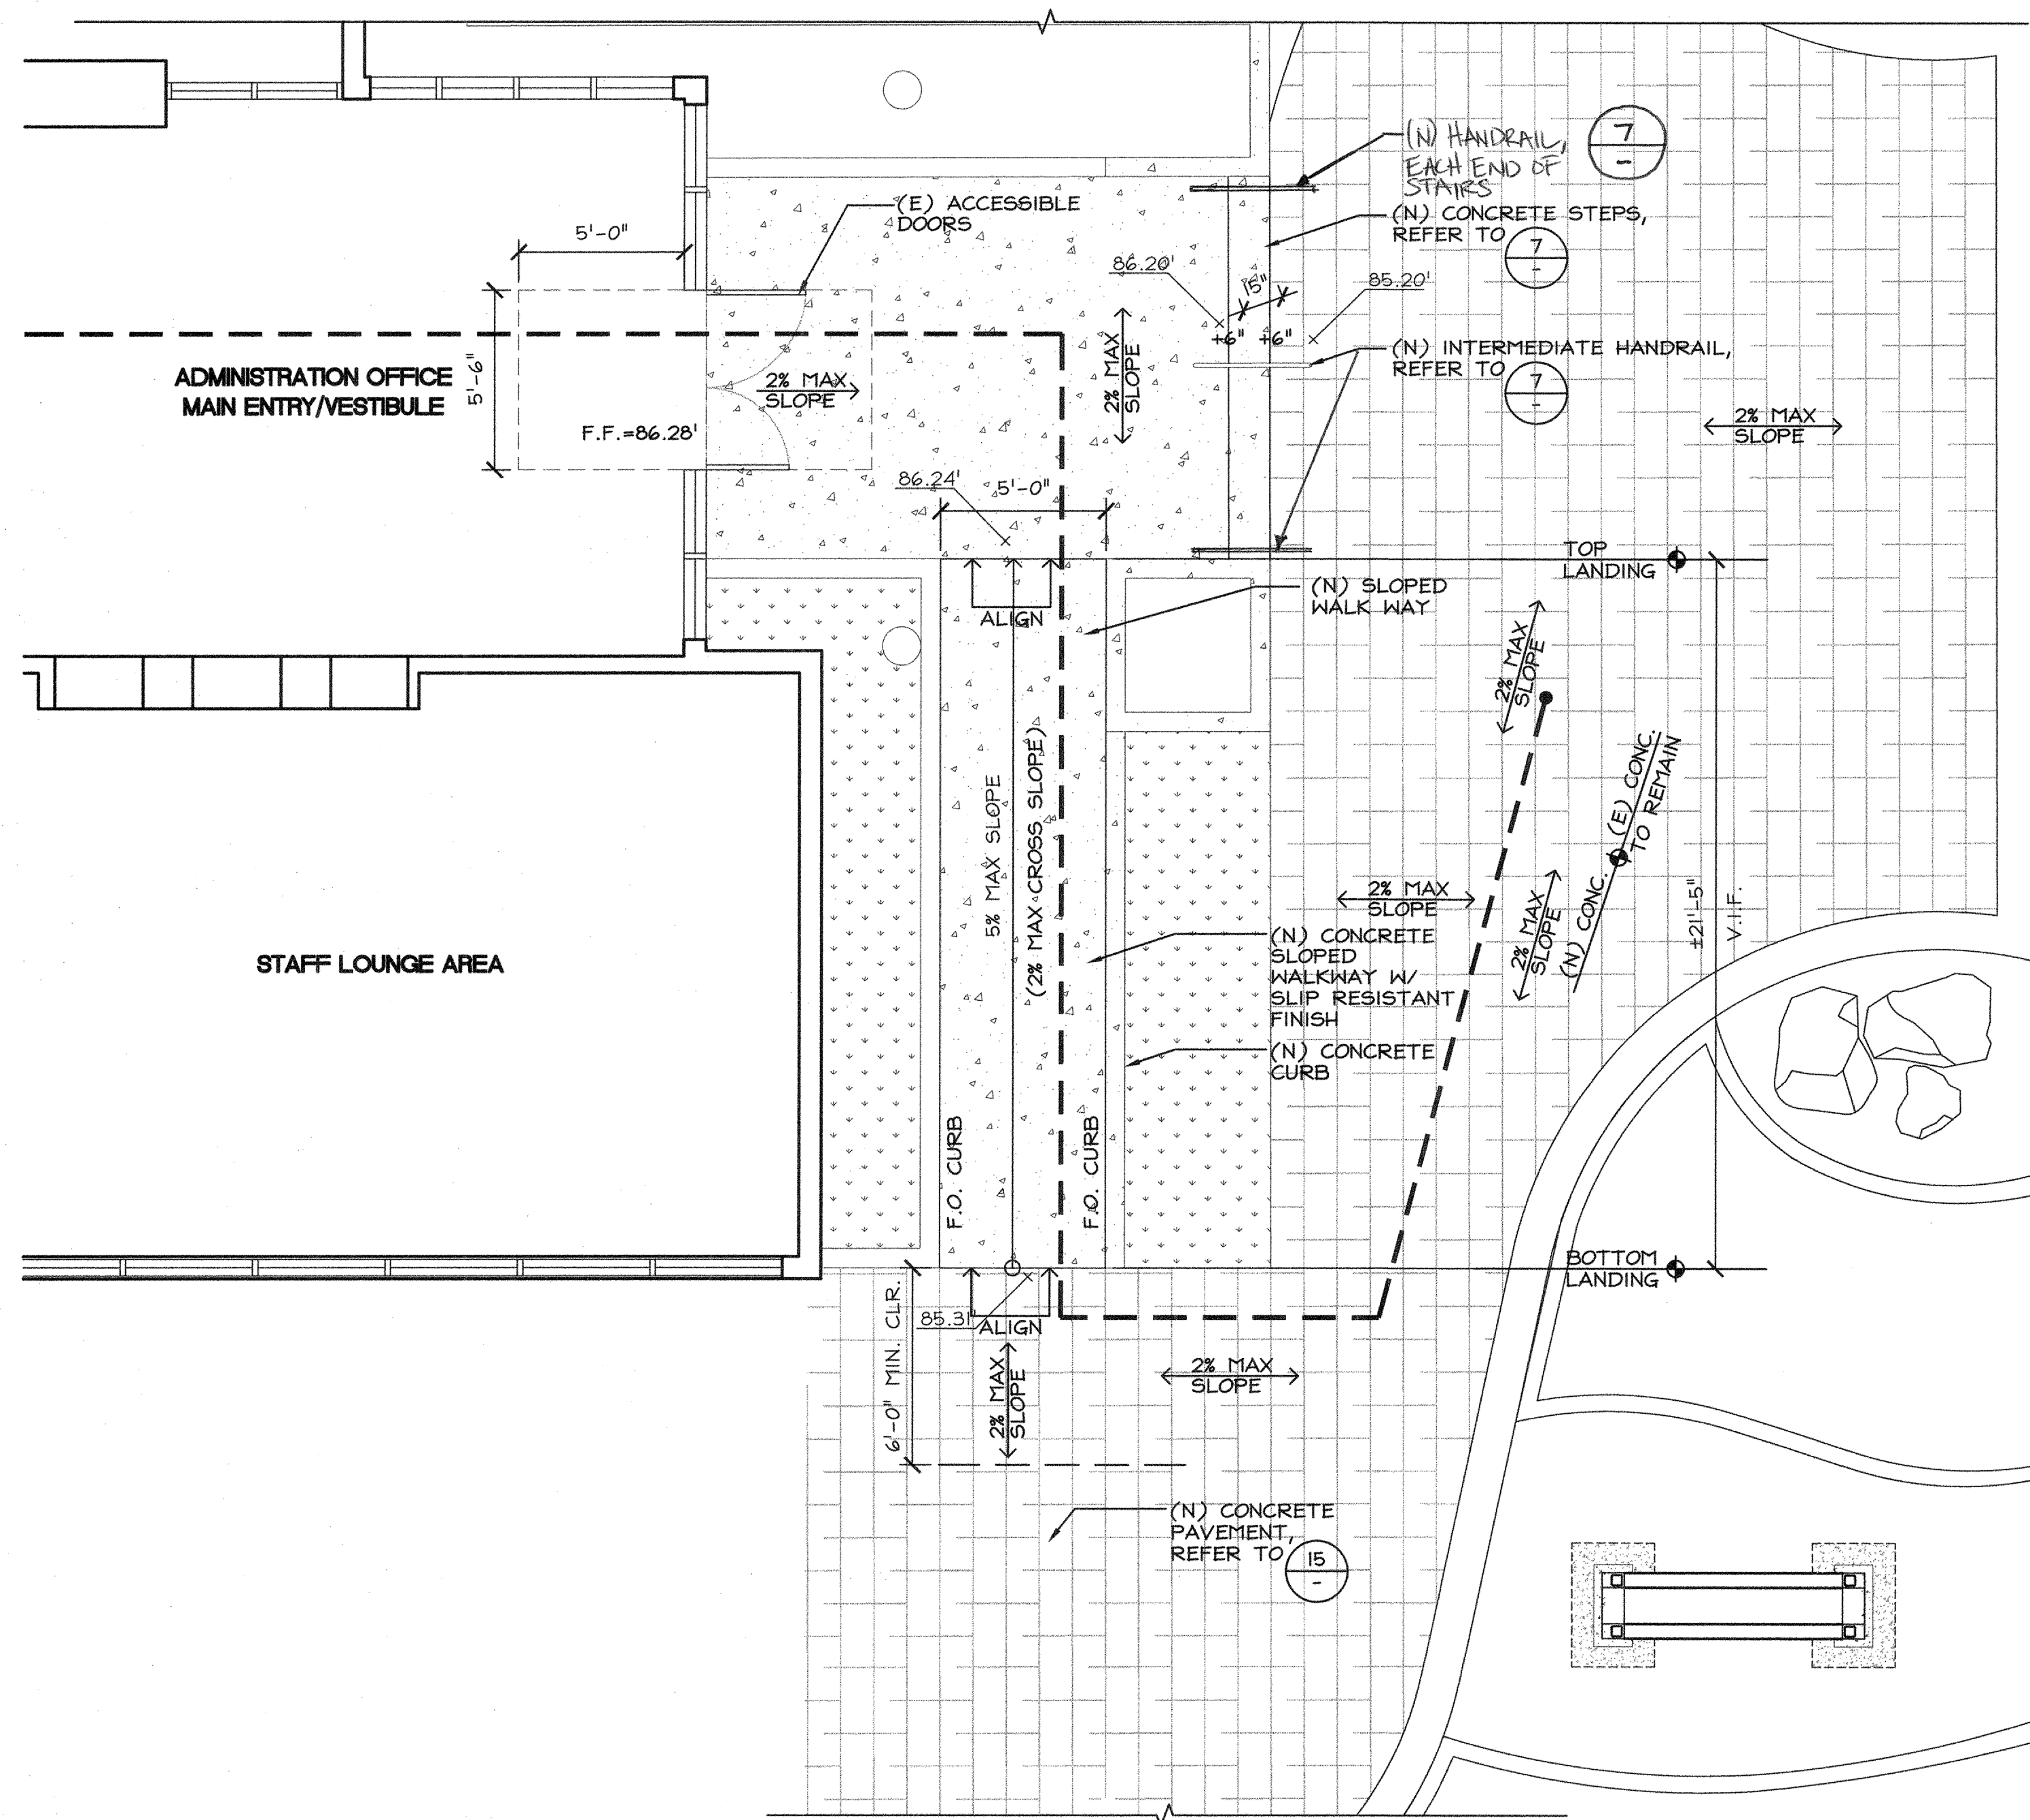 (N) HANDRAIL,
EACH END OF
STAIRS
7
-
(E) ACCESSIBLE
DOORS
(N) CONCRETE STEPS,
REFER TO
7
-
5'-0"
86.20'
15"
85.20'
+6" +6"
(N) INTERMEDIATE HANDRAIL,
REFER TO
7
-
ADMINISTRATION OFFICE
MAIN ENTRY/VESTIBULE
5'-6"
2% MAX
SLOPE
2% MAX
SLOPE
2% MAX
SLOPE
F.F.=86.28'
86.24'
5'-0"
TOP
LANDING
ALIGN
(N) SLOPED
WALK WAY
2% MAX
SLOPE
5% MAX SLOPE
(2% MAX CROSS SLOPE)
(E) CONC.
TO REMAIN
(N) CONC.
2% MAX
SLOPE
2% MAX
SLOPE
±21'-5"
V.I.F.
STAFF LOUNGE AREA
(N) CONCRETE
SLOPED
WALKWAY W/
SLIP RESISTANT
FINISH
(N) CONCRETE
CURB
F.O. CURB
F.O. CURB
BOTTOM
LANDING
85.31'
ALIGN
6'-0" MIN. CLR.
2% MAX
SLOPE
2% MAX
SLOPE
(N) CONCRETE
PAVEMENT,
REFER TO
15
-